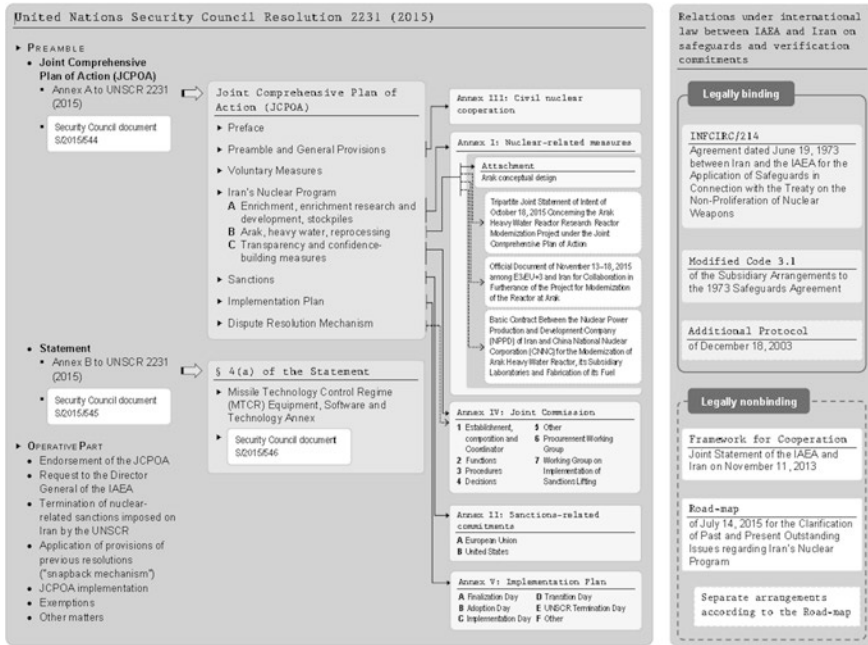 United Nations Security Council Resolution 2231 (2015)
PREAMBLE
Joint Comprehensive
Plan of Action (JCPOA)
Annex A to UNSCR 2231
(2015)
Security Council document
S/2015/544
Statement
Annex B to UNSCR 2231
(2015)
Security Council document
S/2015/545
OPERATIVE PART
Endorsement of the JCPOA
Request to the Director
General of the IAEA
Termination of nuclear-
related sanctions imposed on
Iran by the UNSCR
Application of provisions of
previous resolutions
("snapback mechanism")
JCPOA implementation
Exemptions
Other matters
Joint Comprehensive Plan of
Action (JCPOA)
Preface
Preamble and General Provisions
Voluntary Measures
Iran's Nuclear Program
A Enrichment, enrichment research and
development, stockpiles
B Arak, heavy water, reprocessing
C Transparency and confidence-
building measures
Sanctions
Implementation Plan
Dispute Resolution Mechanism
§ 4(a) of the Statement
Missile Technology Control Regime
(MTCR) Equipment, Software and
Technology Annex
Security Council document
S/2015/546
Annex III: Civil nuclear
cooperation
Annex I: Nuclear-related measures
Attachment
Arak conceptual design
Tripartite Joint Statement of Intent of
October 18, 2015 Concerning the Arak
Heavy Water Reactor Research Reactor
Modernization Project under the Joint
Comprehensive Plan of Action
Official Document of November 13–18, 2015
among E3/EU+3 and Iran for Collaboration in
Furtherance of the Project for Modernization
of the Reactor at Arak
Basic Contract Between the Nuclear Power
Production and Development Company
(NPPD) of Iran and China National Nuclear
Corporation (CNNC) for the Modernization of
Arak Heavy Water Reactor, its Subsidiary
Laboratories and Fabrication of its Fuel
Annex IV: Joint Commission
1 Establishment,
composition and
Coordinator
2 Functions
3 Procedures
4 Decisions
5 Other
6 Procurement Working
Group
7 Working Group on
Implementation of
Sanctions Lifting
Annex II: Sanctions-related
commitments
A European Union
B United States
Annex V: Implementation Plan
A Finalization Day
B Adoption Day
C Implementation Day
D Transition Day
E UNSCR Termination Day
F Other
Relations under international
law between IAEA and Iran on
safeguards and verification
commitments
Legally binding
INFCIRC/214
Agreement dated June 19, 1973
between Iran and the IAEA for the
Application of Safeguards in
Connection with the Treaty on the
Non-Proliferation of Nuclear
Weapons
Modified Code 3.1
of the Subsidiary Arrangements to
the 1973 Safeguards Agreement
Additional Protocol
of December 18, 2003
Legally nonbinding
Framework for Cooperation
Joint Statement of the IAEA and
Iran on November 11, 2013
Road-map
of July 14, 2015 for the Clarification
of Past and Present Outstanding
Issues regarding Iran's Nuclear
Program
Separate arrangements
according to the Road-map